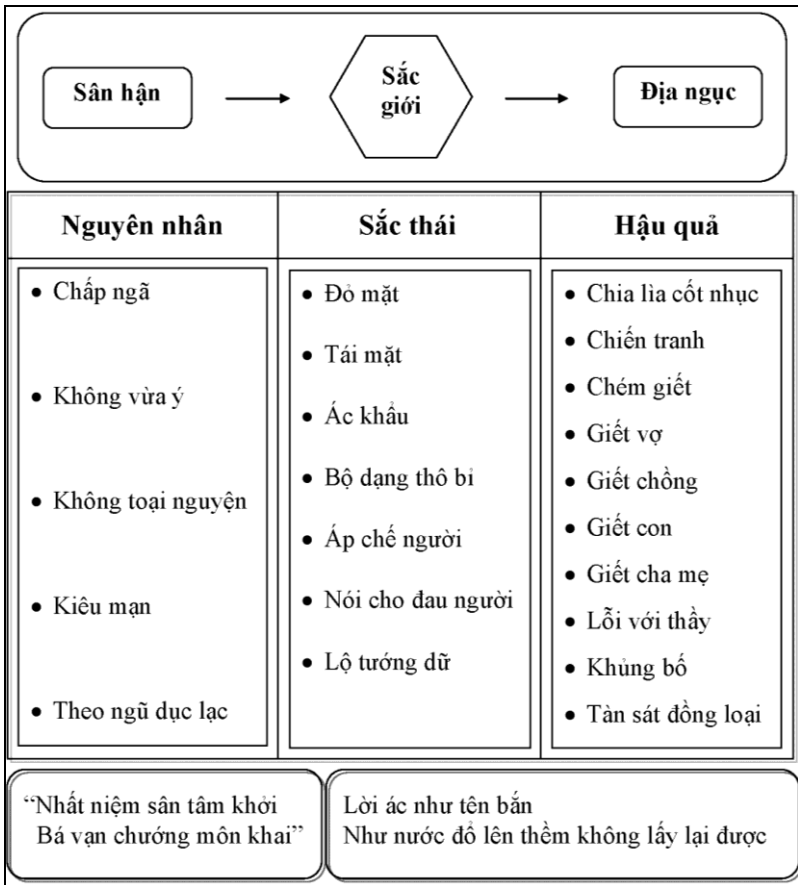 Sân hận
Sắc
giới
Địa ngục
Nguyên nhân
• Chấp ngã
• Không vừa ý
• Không toại nguyện
• Kiêu mạn
• Theo ngũ dục lạc
Sắc thái
• Đỏ mặt
• Tái mặt
• Ác khẩu
• Bộ dạng thô bỉ
• Áp chế người
• Nói cho đau người
• Lộ tướng dữ
Hậu quả
• Chia lìa cốt nhục
• Chiến tranh
• Chém giết
• Giết vợ
• Giết chồng
• Giết con
• Giết cha mẹ
• Lỗi với thầy
• Khủng bố
• Tàn sát đồng loại
“Nhất niệm sân tâm khởi
Bá vạn chướng môn khai”
Lời ác như tên bắn
Như nước đổ lên thềm không lấy lại được